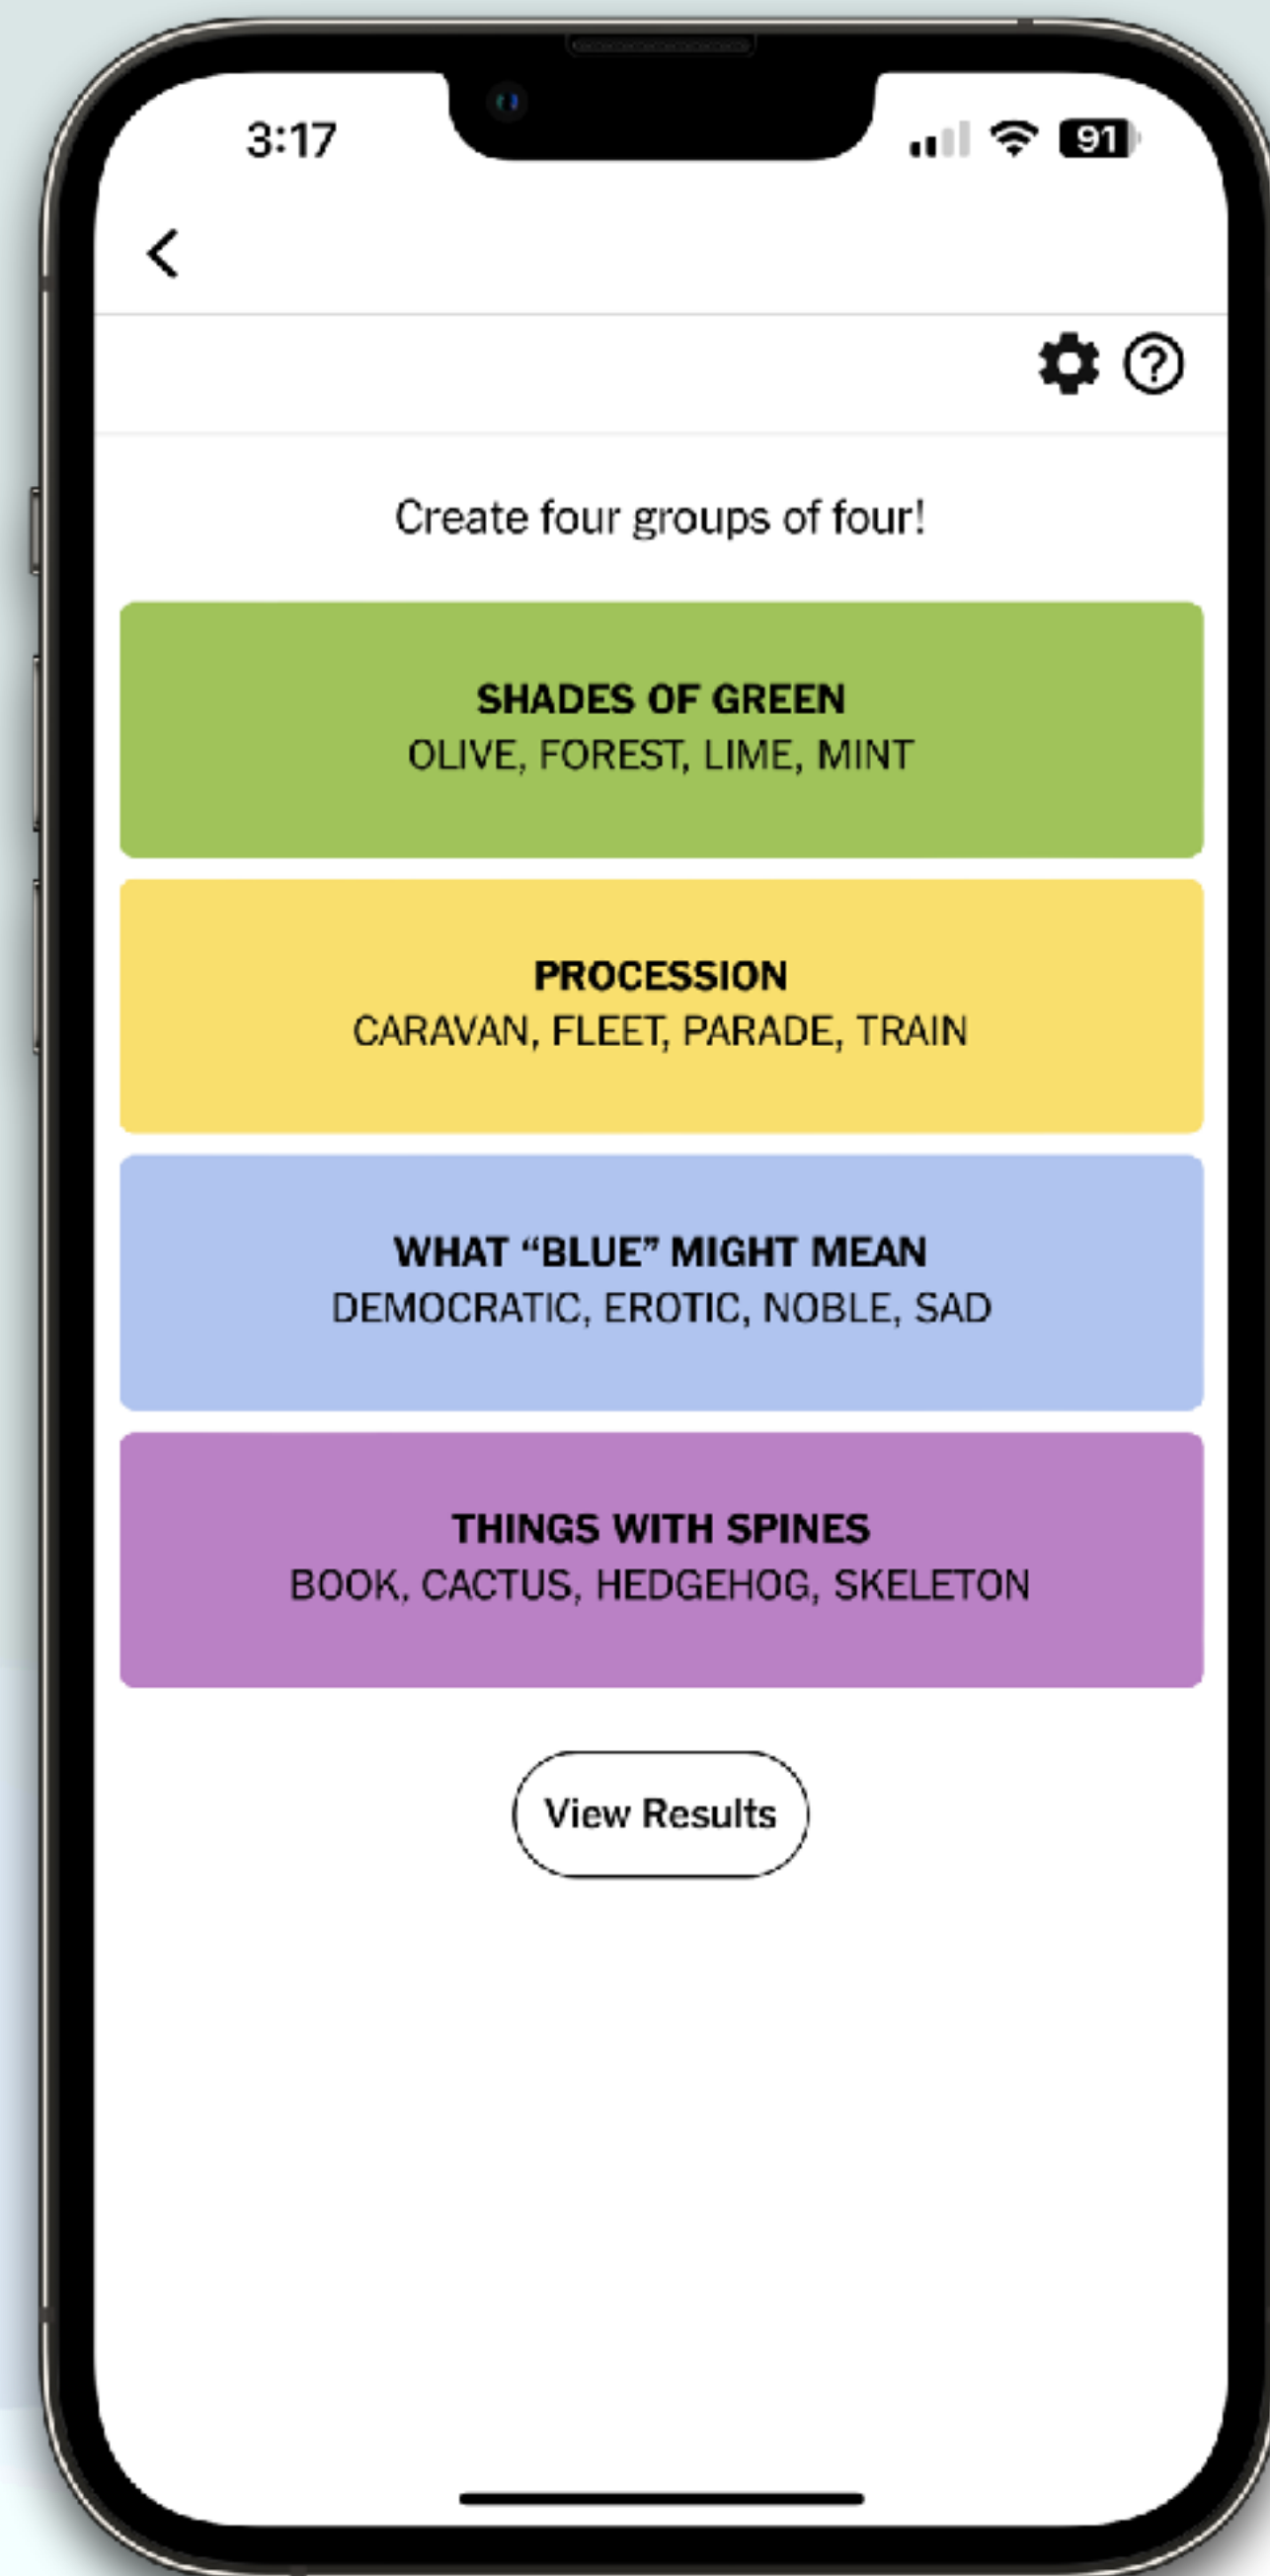 3:17
91
Create four groups of four!
SHADES OF GREEN
OLIVE, FOREST, LIME, MINT
PROCESSION
CARAVAN, FLEET, PARADE, TRAIN
WHAT “BLUE” MIGHT MEAN
DEMOCRATIC, EROTIC, NOBLE, SAD
THINGS WITH SPINES
BOOK, CACTUS, HEDGEHOG, SKELETON
View Results